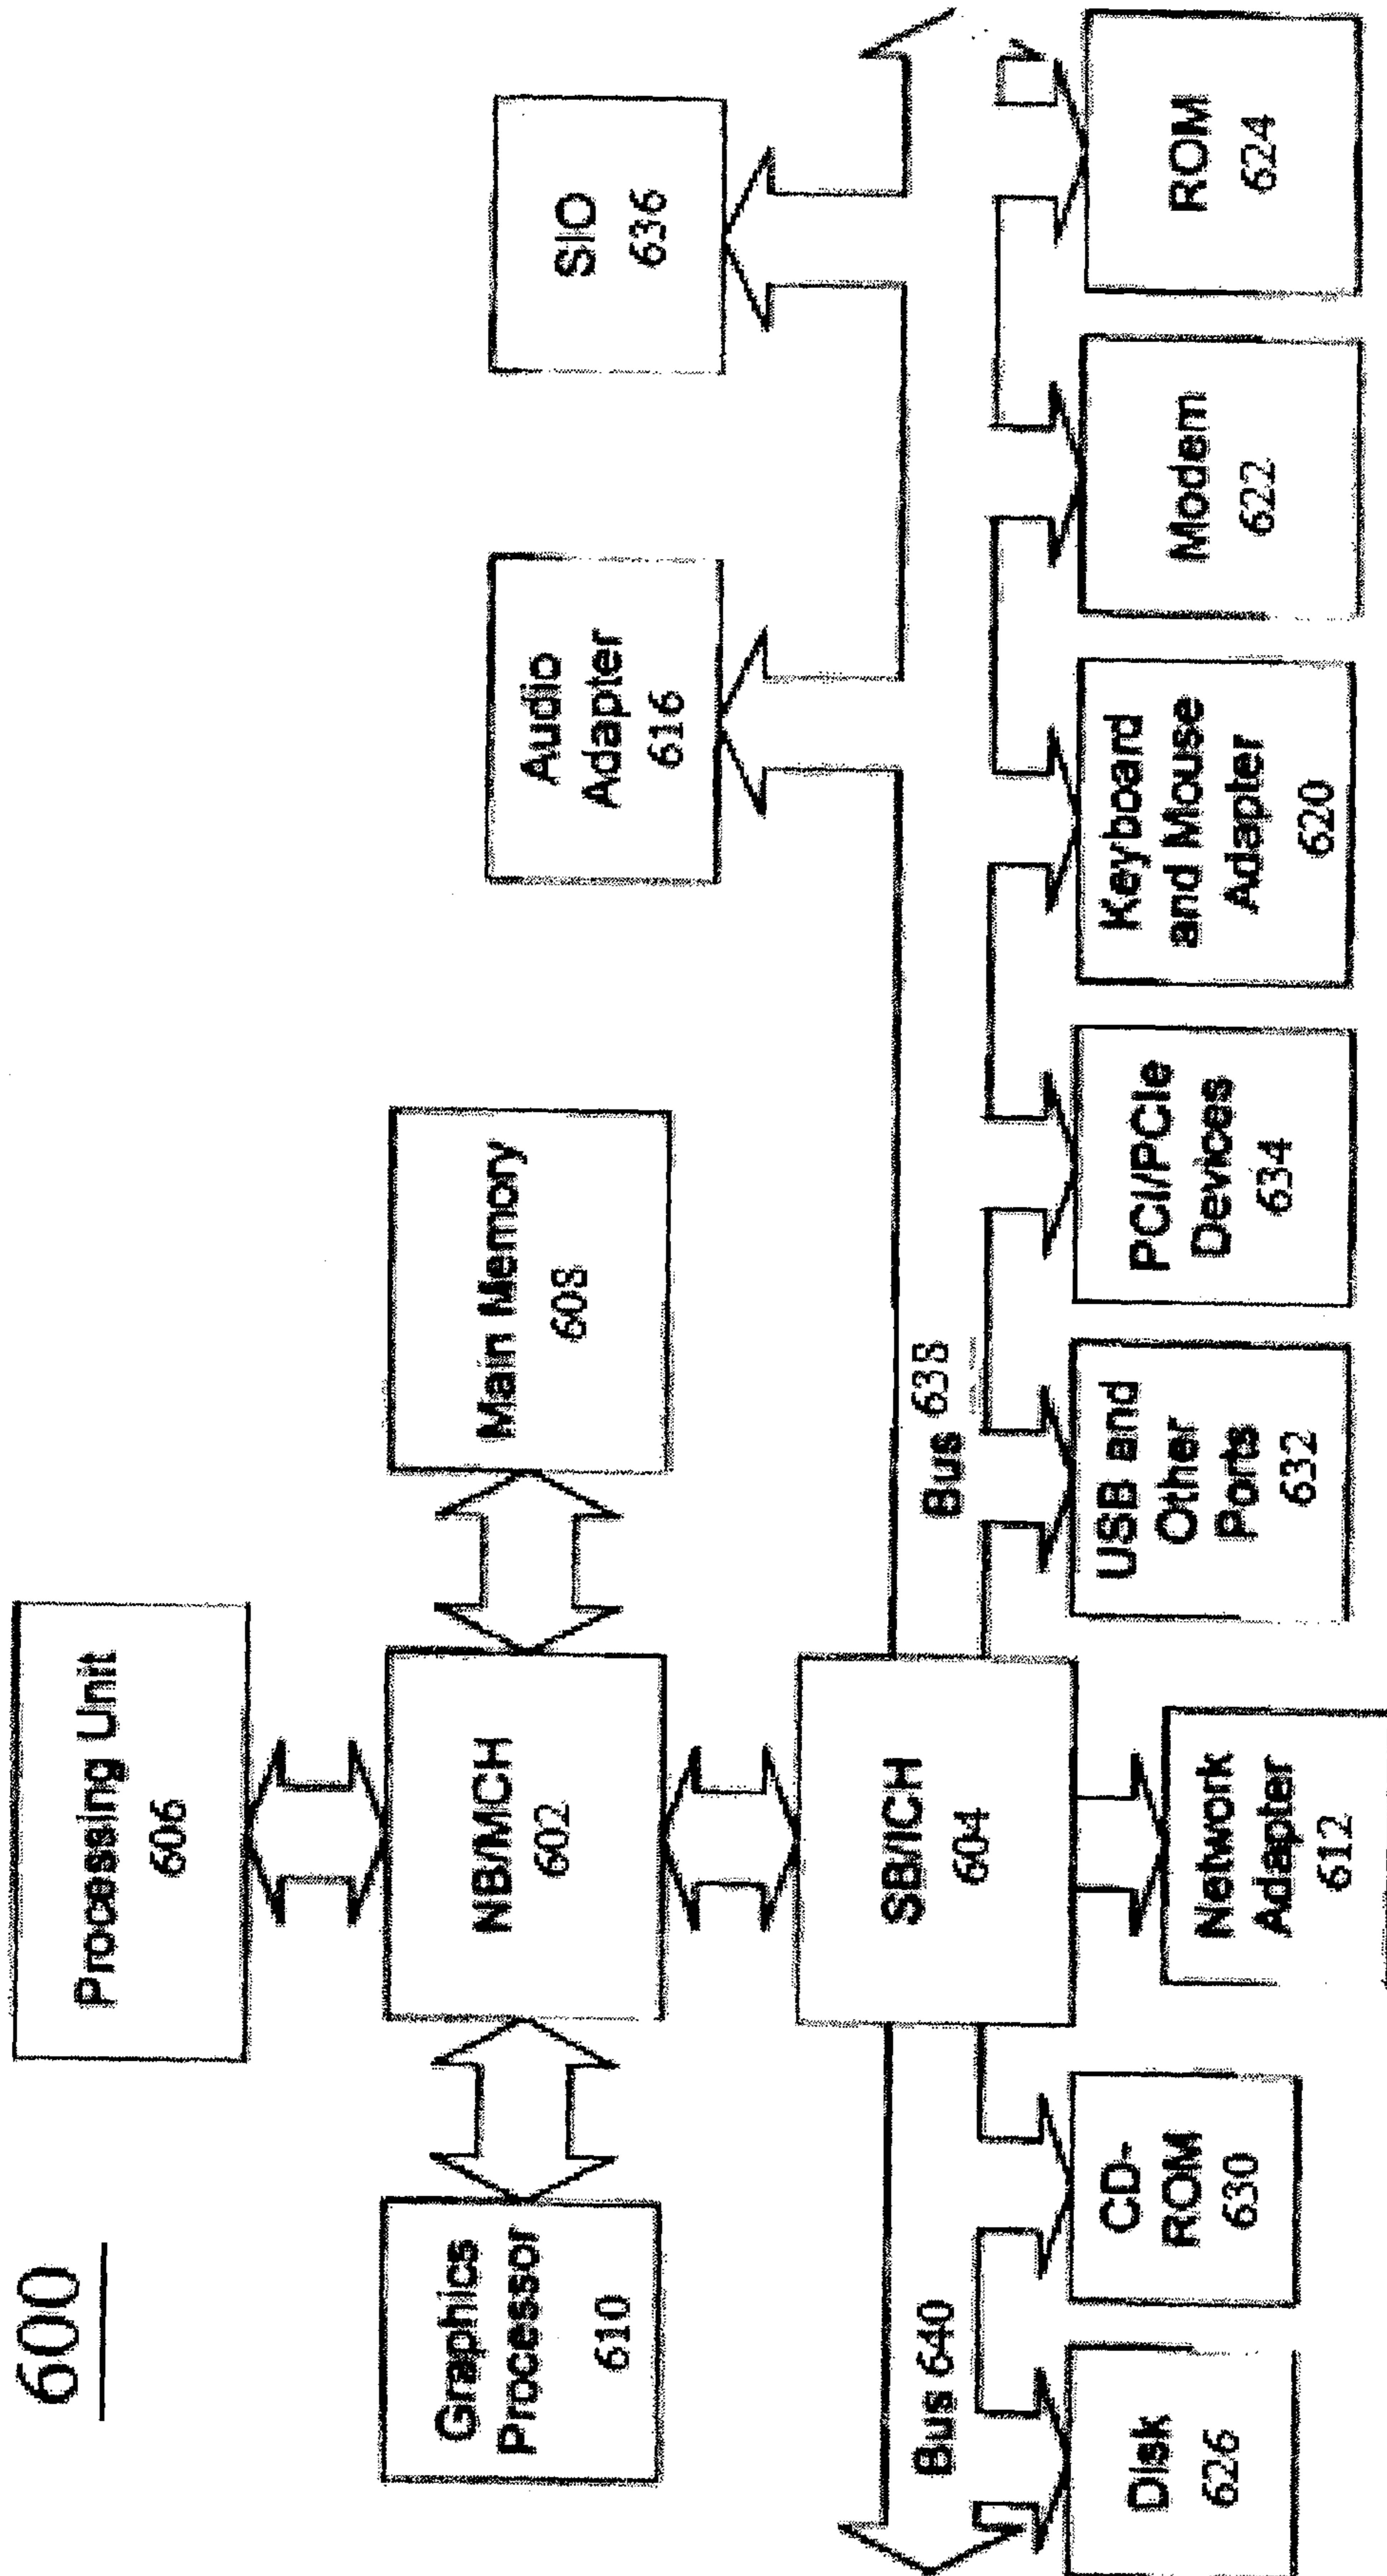 600
Processing Unit
606
Graphics
Processor
610
NB/MCH
602
Main Memory
608
Audio
Adapter
616
SIO
636
SB/ICH
604
Bus 640
Bus 638
Disk
626
CD-
ROM
630
Network
Adapter
612
USB and
Other
Ports
632
PCI/PCIe
Devices
634
Keyboard
and Mouse
Adapter
620
Modem
622
ROM
624